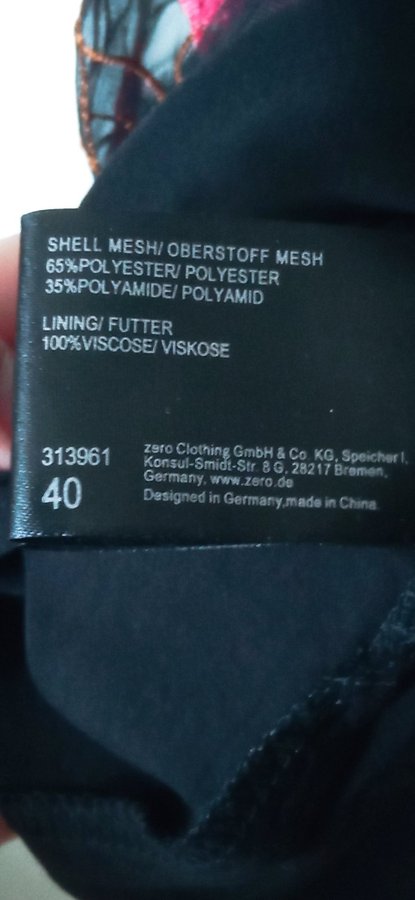 SHELL MESH/ OBERSTOFF MESH
65%POLYESTER/ POLYESTER
35%POLYAMIDE/ POLYAMID
LINING/ FUTTER
100%VISCOSE/ VISKOSE
313961
40
zero Clothing GmbH & Co. KG, Speicher I,
Konsul-Smidt-Str. 8 G, 28217 Bremen,
Germany, www.zero.de
Designed in Germany,made in China